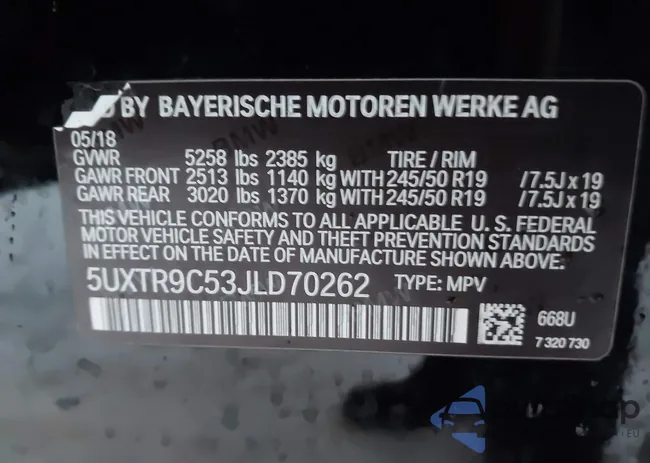 BY BAYERISCHE MOTOREN WERKE AG
05/18
GVWR 5258 lbs 2385 kg TIRE / RIM
GAWR FRONT 2513 lbs 1140 kg WITH 245/50 R19 /7.5J x 19
GAWR REAR 3020 lbs 1370 kg WITH 245/50 R19 /7.5J x 19
THIS VEHICLE CONFORMS TO ALL APPLICABLE U. S. FEDERAL
MOTOR VEHICLE SAFETY AND THEFT PREVENTION STANDARDS
IN EFFECT ON THE DATE OF MANUFACTURE SHOWN ABOVE.
5UXTR9C53JLD70262 TYPE: MPV
668U
7 320 730